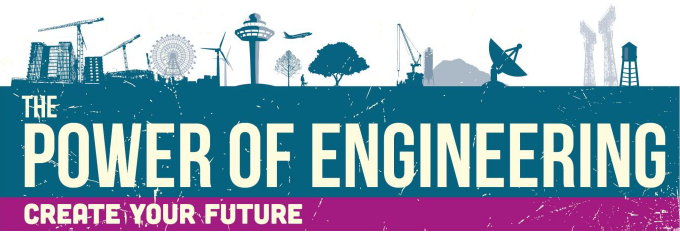 THE
POWER OF ENGINEERING
CREATE YOUR FUTURE